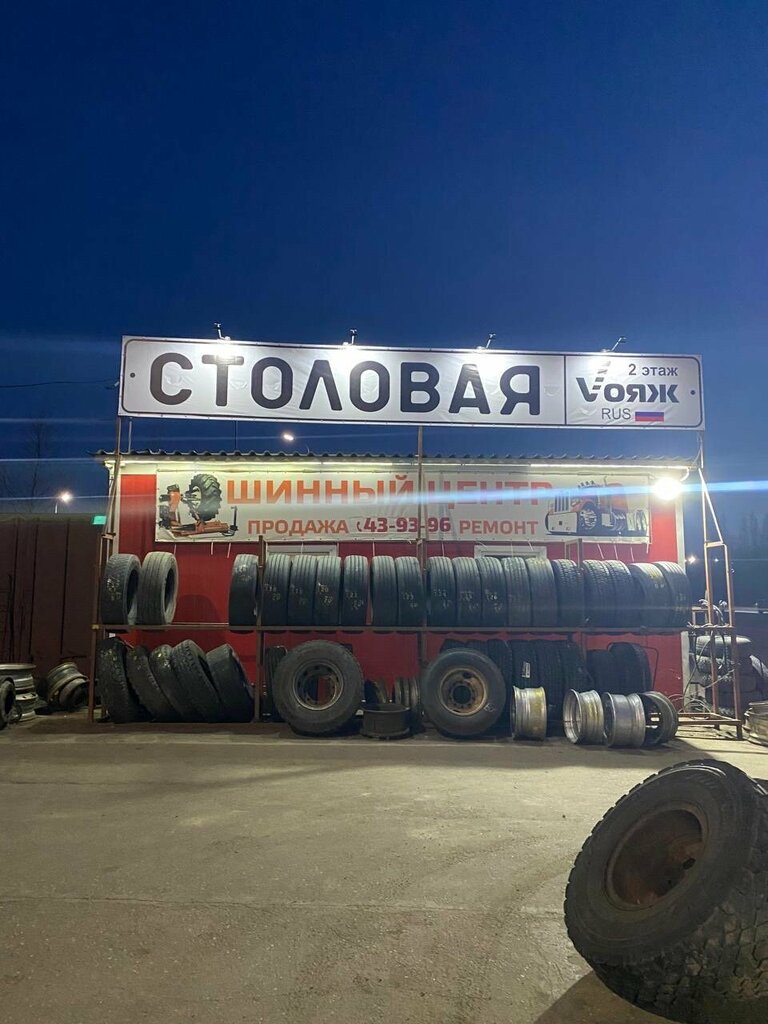 СТОЛОВАЯ
2 этаж
Vояж
RUS
ШИННЫЙ ЦЕНТР
ПРОДАЖА 43-93-96 РЕМОНТ